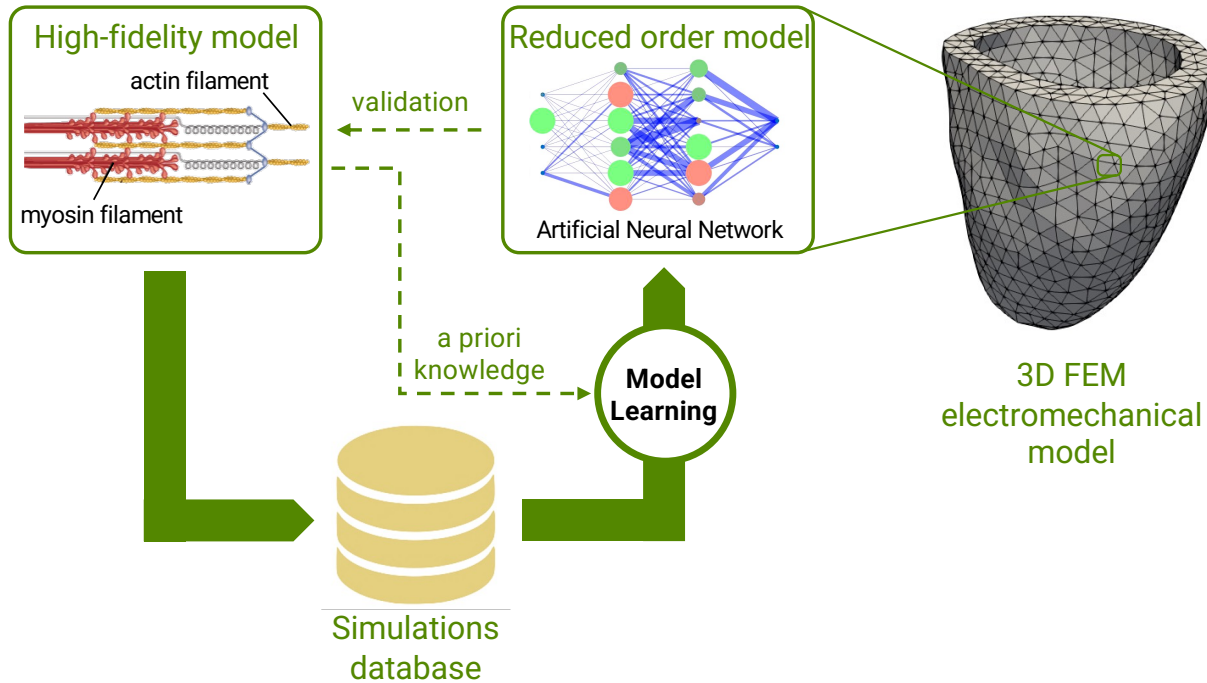 High-fidelity model
actin filament
myosin filament
validation
Reduced order model
Artificial Neural Network
a priori
knowledge
Model
Learning
3D FEM
electromechanical
model
Simulations
database